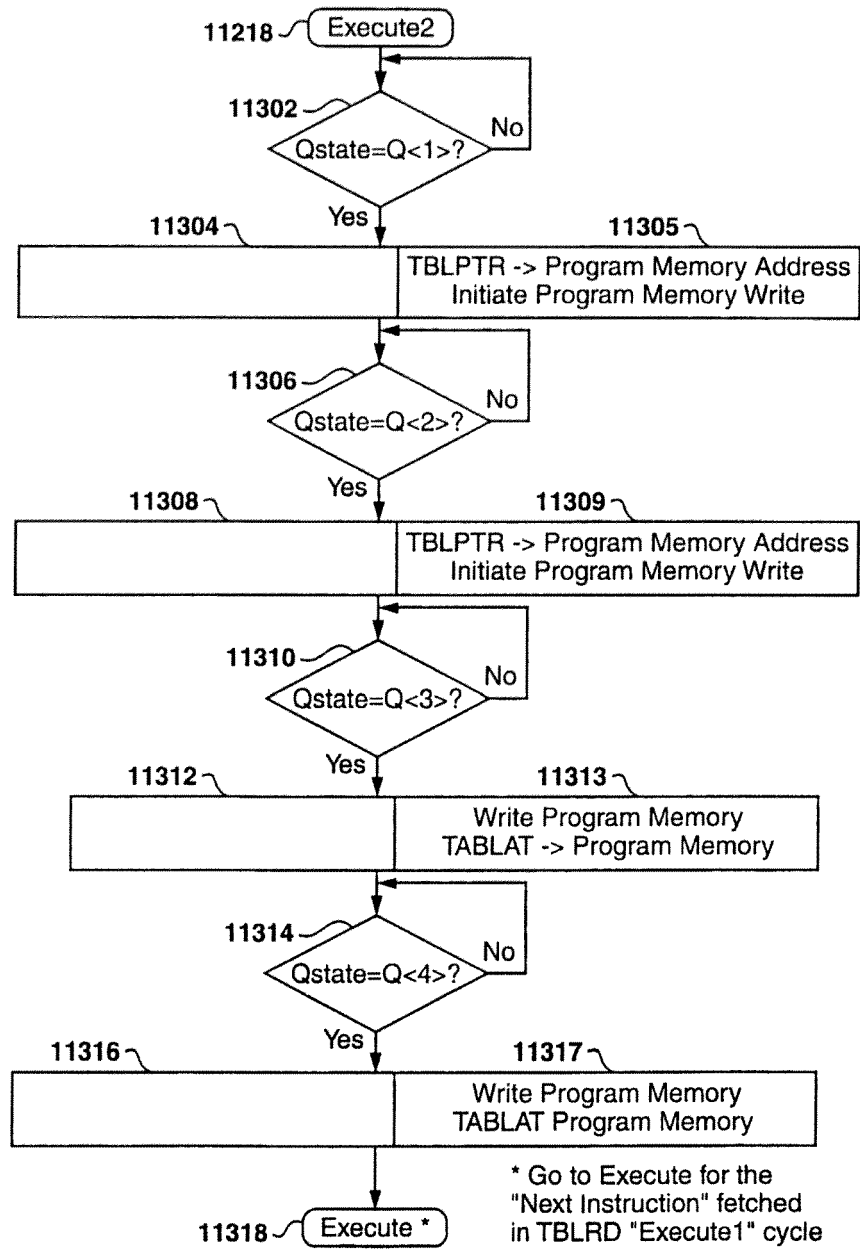 11218
Execute2
11302
Qstate=Q<1>?
No
Yes
11304
11305
TBLPTR -> Program Memory Address
Initiate Program Memory Write
11306
Qstate=Q<2>?
No
Yes
11308
11309
TBLPTR -> Program Memory Address
Initiate Program Memory Write
11310
Qstate=Q<3>?
No
Yes
11312
11313
Write Program Memory
TABLAT -> Program Memory
11314
Qstate=Q<4>?
No
Yes
11316
11317
Write Program Memory
TABLAT Program Memory
11318
Execute *
* Go to Execute for the
"Next Instruction" fetched
in TBLRD "Execute1" cycle